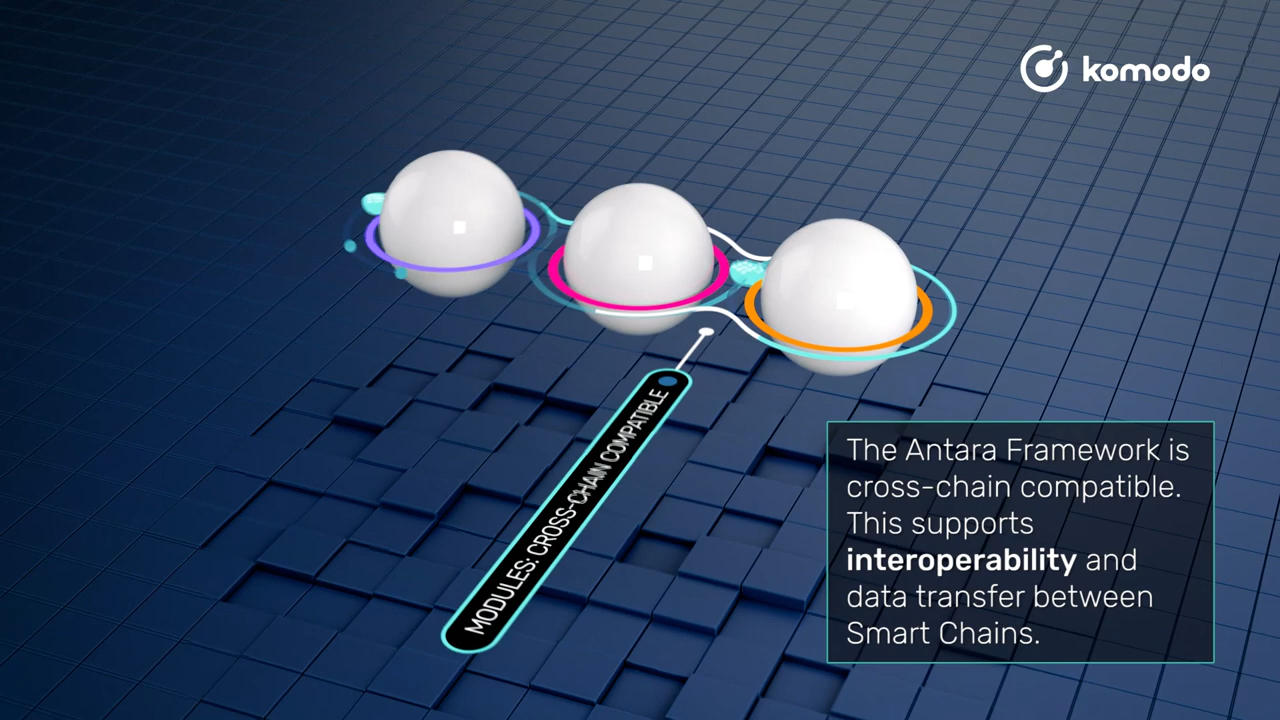 komodo
MODULES: CROSS-CHAIN COMPATIBLE
The Antara Framework is
cross-chain compatible.
This supports
interoperability and
data transfer between
Smart Chains.